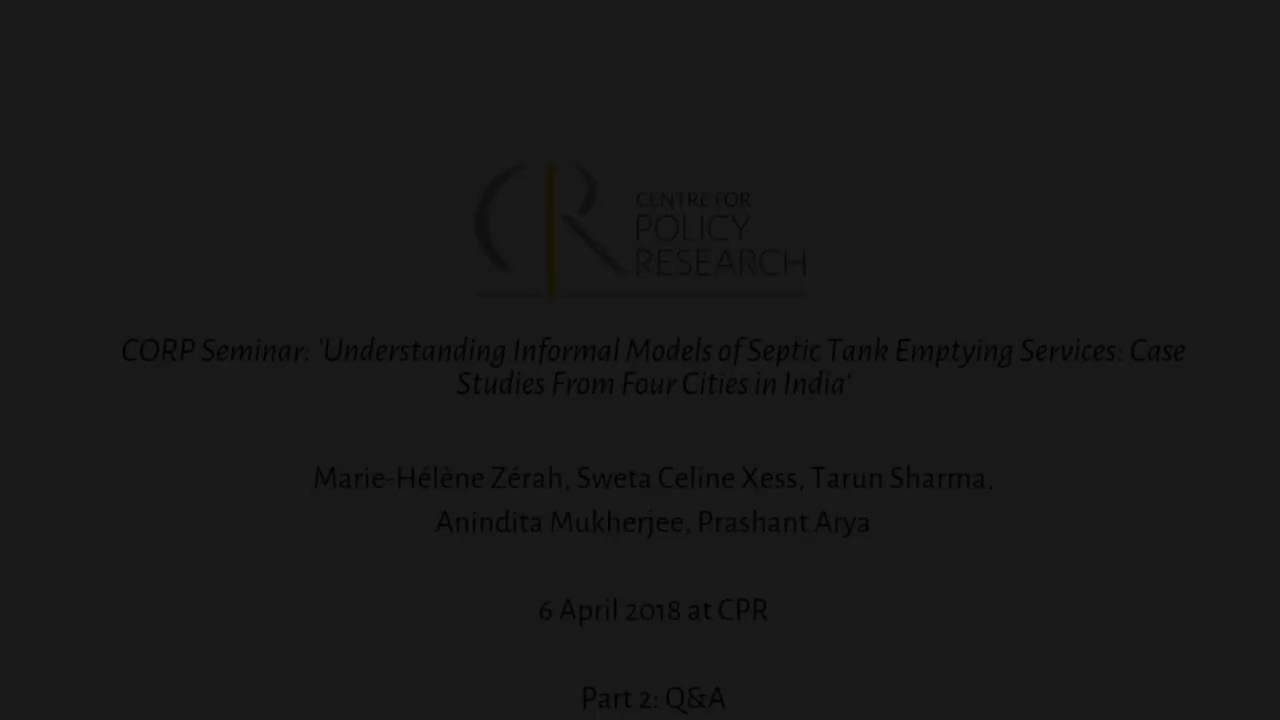 CENTRE FOR
POLICY
RESEARCH
CORP Seminar: 'Understanding Informal Models of Septic Tank Emptying Services: Case
Studies From Four Cities in India'
Marie-Hélène Zérah, Sweta Celine Xess, Tarun Sharma,
Anindita Mukherjee, Prashant Arya
6 April 2018 at CPR
Part 2: Q&A